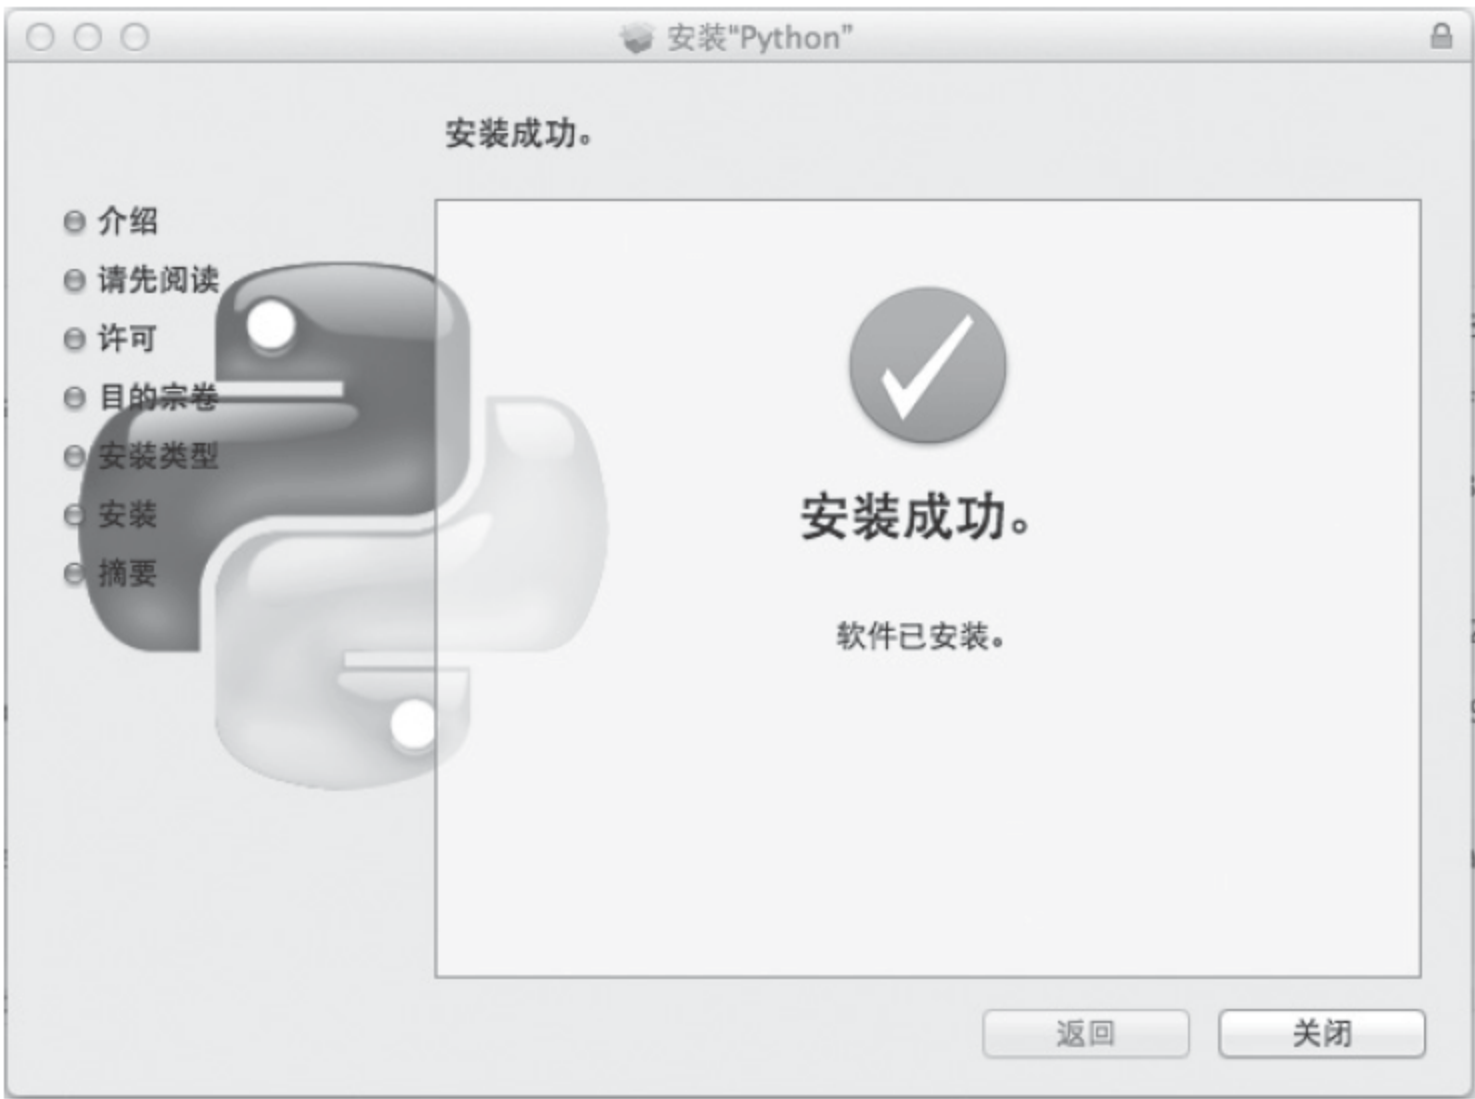 安装“Python”
安装成功。
介绍
请先阅读
许可
目的宗卷
安装类型
安装
摘要
安装成功。
软件已安装。
返回
关闭